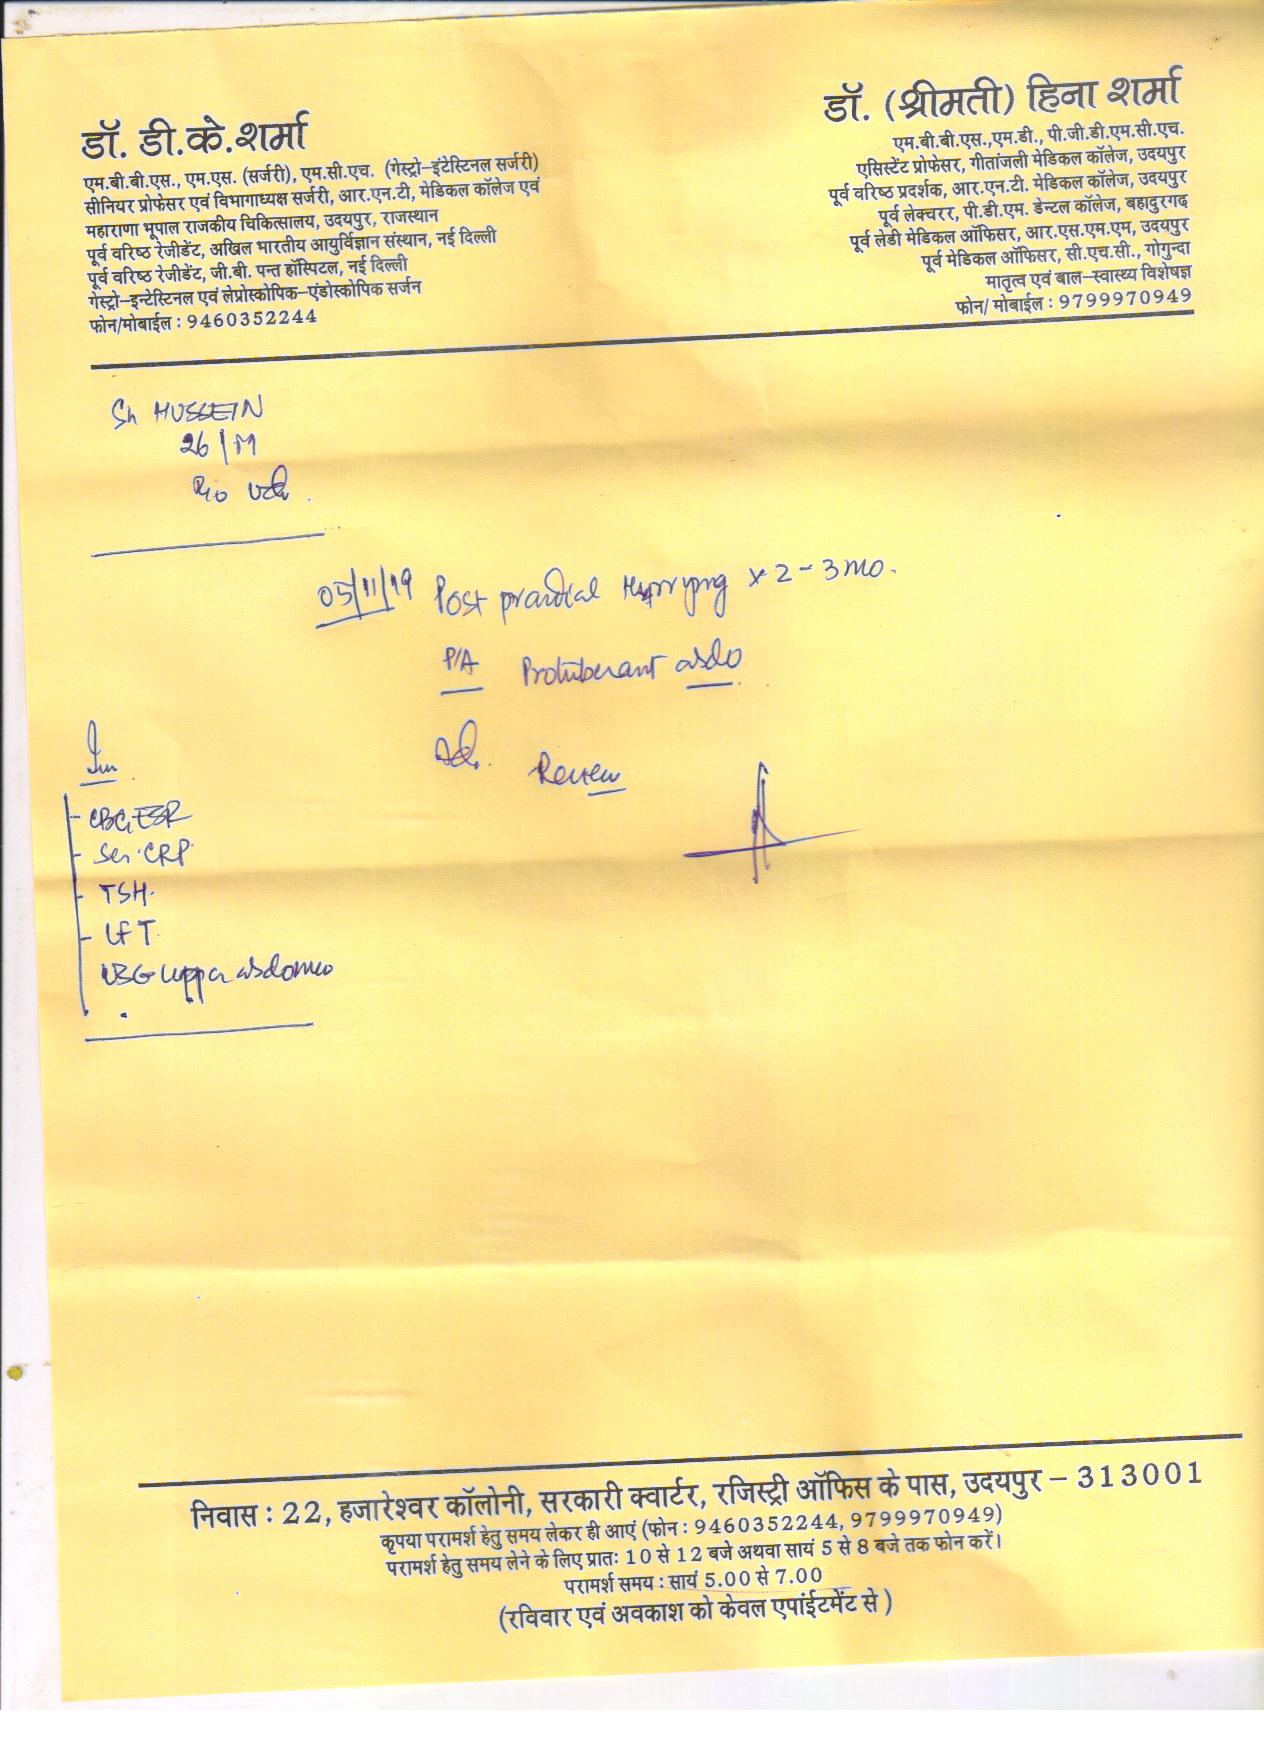 डॉ. डी.के.शर्मा
एम.बी.बी.एस., एम.एस. (सर्जरी), एम.सी.एच. (गेस्ट्रो-इंटेस्टिनल सर्जरी)
सीनियर प्रोफेसर एवं विभागाध्यक्ष सर्जरी, आर.एन.टी, मेडिकल कॉलेज एवं
महाराणा भूपाल राजकीय चिकित्सालय, उदयपुर, राजस्थान
पूर्व वरिष्ठ रेजीडेंट, अखिल भारतीय आयुर्विज्ञान संस्थान, नई दिल्ली
पूर्व वरिष्ठ रेजीडेंट, जी.बी. पन्त हॉस्पिटल, नई दिल्ली
गेस्ट्रो-इन्टेस्टिनल एवं लेप्रोस्कोपिक-एंडोस्कोपिक सर्जन
फोन/मोबाईल : 9460352244
डॉ. (श्रीमती) हिना शर्मा
एम.बी.बी.एस.,एम.डी., पी.जी.डी.एम.सी.एच.
एसिस्टेंट प्रोफेसर, गीतांजली मेडिकल कॉलेज, उदयपुर
पूर्व वरिष्ठ प्रदर्शक, आर.एन.टी. मेडिकल कॉलेज, उदयपुर
पूर्व लेक्चरर, पी.डी.एम. डेन्टल कॉलेज, बहादुरगढ़
पूर्व लेडी मेडिकल ऑफिसर, आर.एस.एम.एम, उदयपुर
पूर्व मेडिकल ऑफिसर, सी.एच.सी., गोगुन्दा
मातृत्व एवं बाल-स्वास्थ्य विशेषज्ञ
फोन/ मोबाईल : 9799970949
Sh HUSSEIN
26/M
05/11/19 Post prandial x 2-3 mo.
P/A Protuberant abdo
Adv. Review
Inv
- CBC, ESR
- Ser. CRP
- TSH
- LFT
USG upper abdomen
निवास : 22, हजारेश्वर कॉलोनी, सरकारी क्वार्टर, रजिस्ट्री ऑफिस के पास, उदयपुर - 313001
कृपया परामर्श हेतु समय लेकर ही आएं (फोन : 9460352244, 9799970949)
परामर्श हेतु समय लेने के लिए प्रातः 10 से 12 बजे अथवा सायं 5 से 8 बजे तक फोन करें।
परामर्श समय : सायं 5.00 से 7.00
(रविवार एवं अवकाश को केवल एपांईटमेंट से )